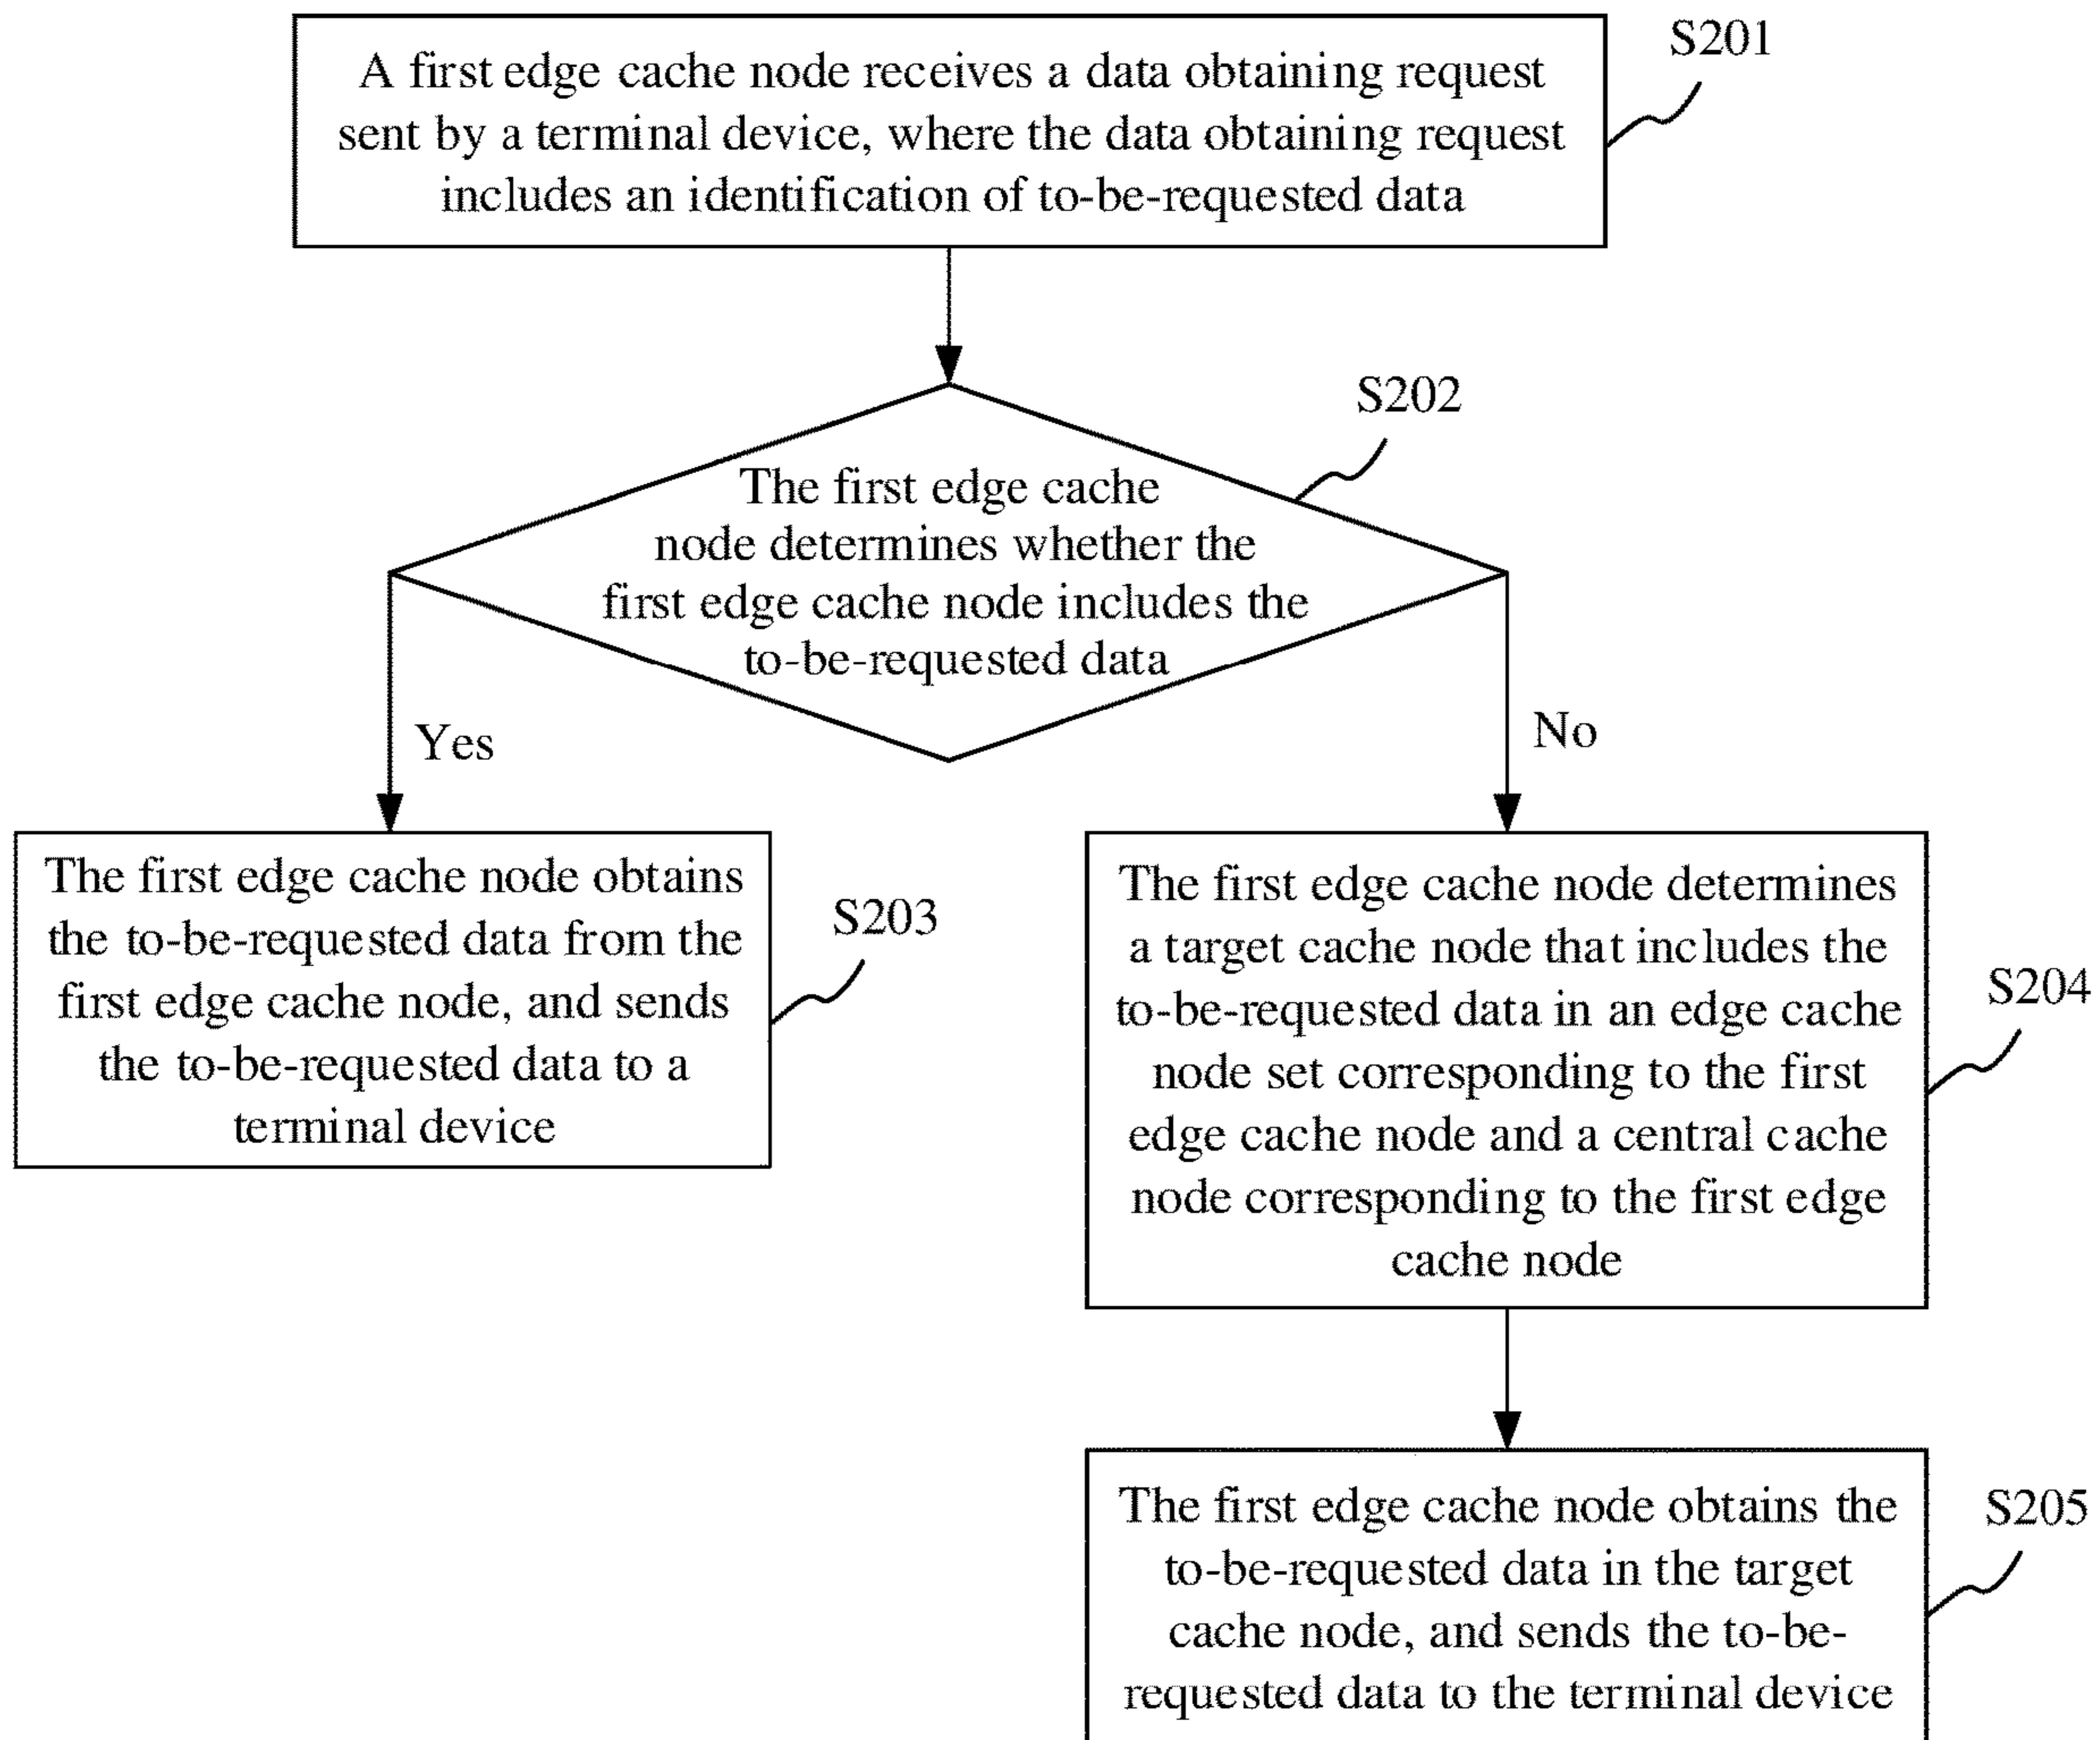 A first edge cache node receives a data obtaining request
sent by a terminal device, where the data obtaining request
includes an identification of to-be-requested data
S201
The first edge cache
node determines whether the
first edge cache node includes the
to-be-requested data
S202
Yes
No
The first edge cache node obtains
the to-be-requested data from the
first edge cache node, and sends
the to-be-requested data to a
terminal device
S203
The first edge cache node determines
a target cache node that includes the
to-be-requested data in an edge cache
node set corresponding to the first
edge cache node and a central cache
node corresponding to the first edge
cache node
S204
The first edge cache node obtains the
to-be-requested data in the target
cache node, and sends the to-be-
requested data to the terminal device
S205